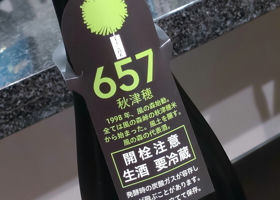 657
秋津穂
1998年、風の森始動。
全ては風の森峠の秋津穂米
から始まった。風土を醸す。
風の森の代表酒。
開栓注意
生酒 要冷蔵
発酵時の炭酸ガスが溶存し